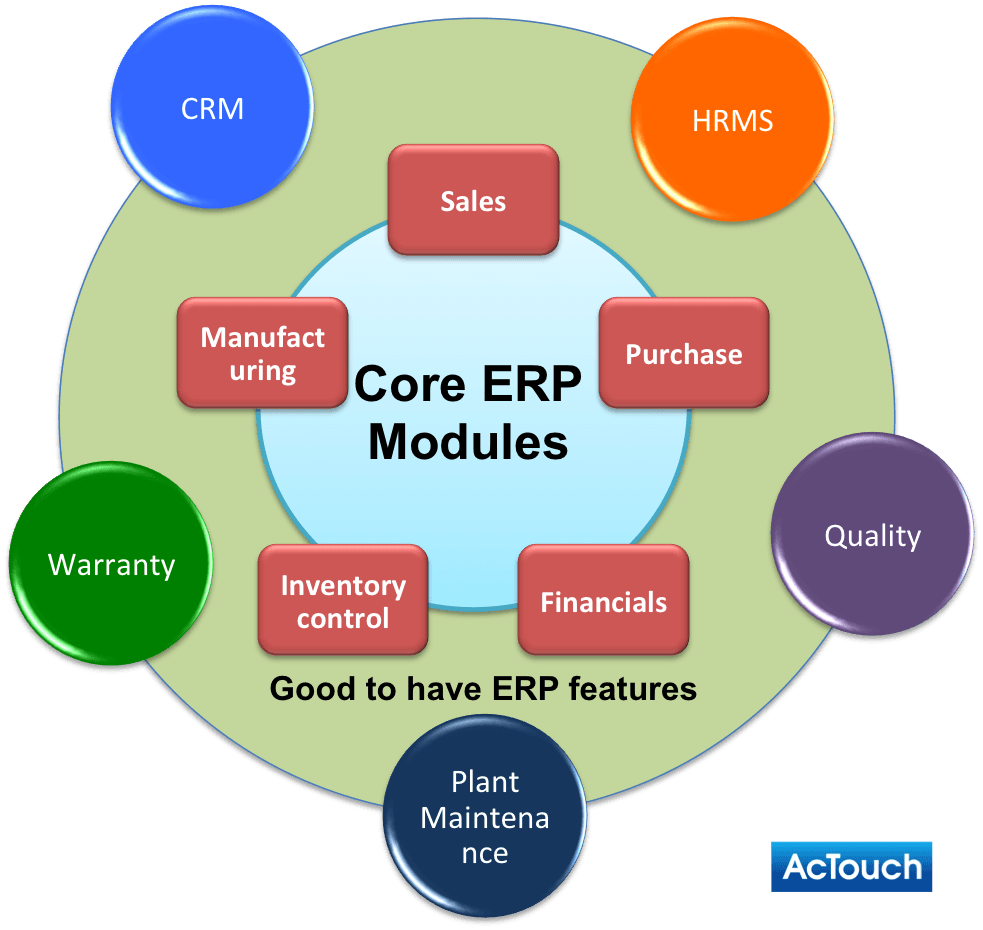 CRM
HRMS
Sales
Manufact
uring
Purchase
Core ERP
Modules
Warranty
Quality
Inventory
control
Financials
Good to have ERP features
Plant
Maintena
nce
AcTouch